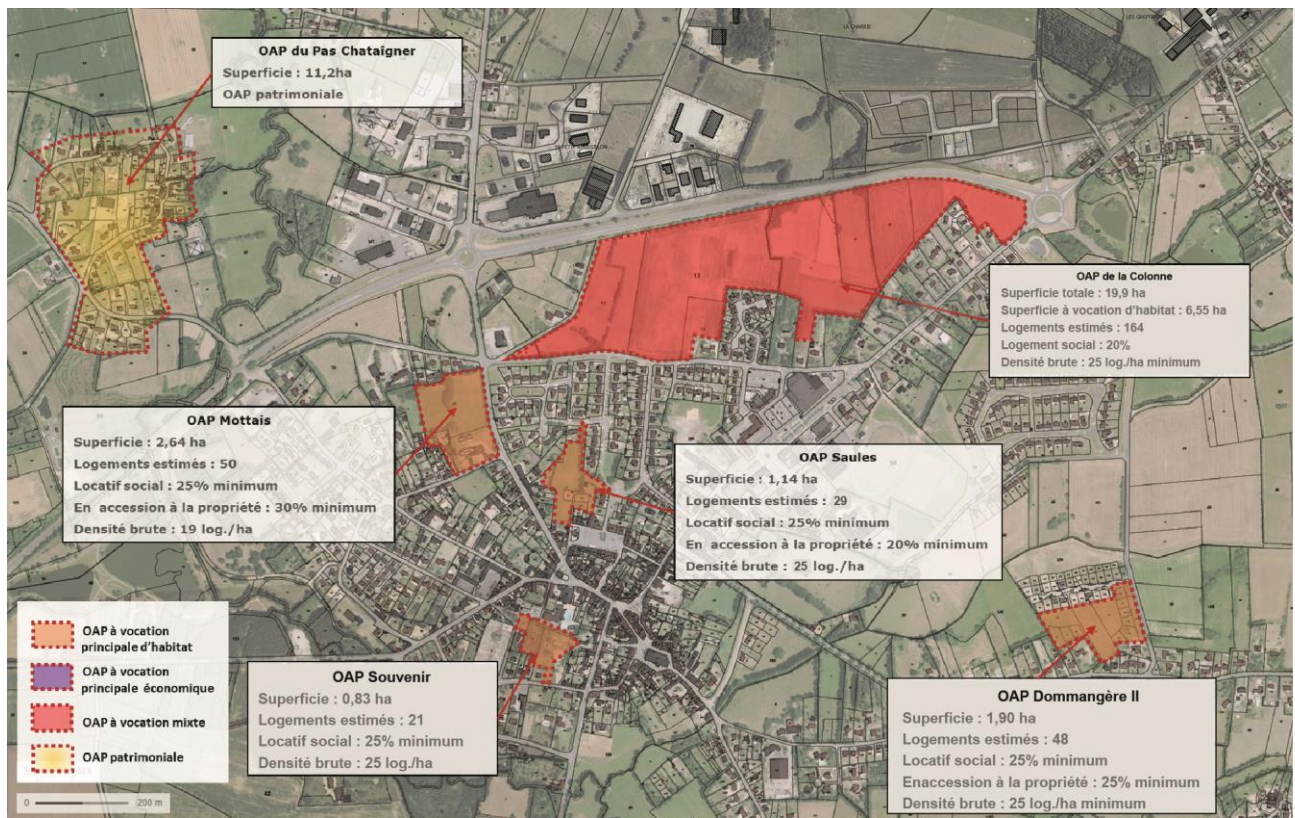 OAP du Pas Chataîgner
Superficie : 11,2ha
OAP patrimoniale
LA CHARRIE
OAP de la Colonne
Superficie totale : 19,9 ha
Superficie à vocation d'habitat : 6,55 ha
Logements estimés : 164
Logement social : 20%
Densité brute : 25 log./ha minimum
OAP Mottais
Superficie : 2,64 ha
Logements estimés : 50
Locatif social : 25% minimum
En accession à la propriété : 30% minimum
Densité brute : 19 log./ha
OAP Saules
Superficie : 1,14 ha
Logements estimés : 29
Locatif social : 25% minimum
En accession à la propriété : 20% minimum
Densité brute : 25 log./ha
OAP à vocation
principale d'habitat
OAP à vocation
principale économique
OAP à vocation mixte
OAP patrimoniale
0 200 m
OAP Souvenir
Superficie : 0,83 ha
Logements estimés : 21
Locatif social : 25% minimum
Densité brute : 25 log./ha
OAP Dommangère II
Superficie : 1,90 ha
Logements estimés : 48
Locatif social : 25% minimum
Enaccession à la propriété : 25% minimum
Densité brute : 25 log./ha minimum